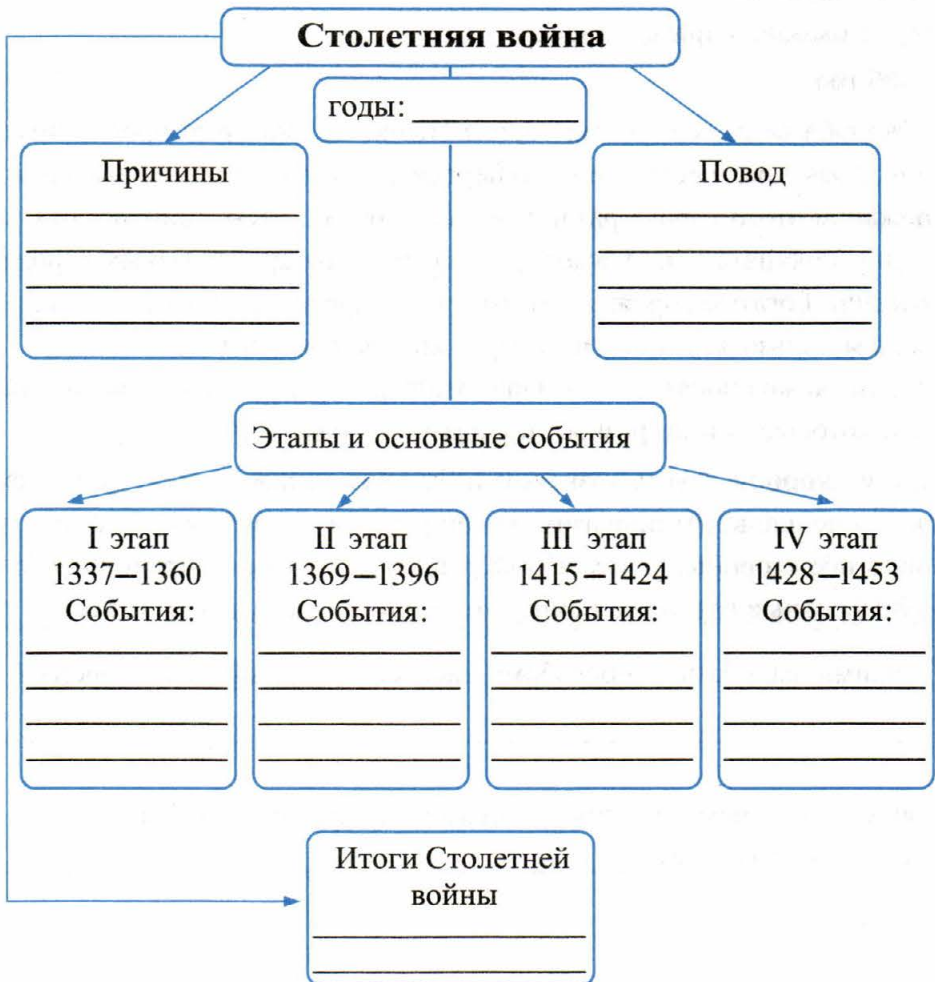 Столетняя война
годы:
Причины
Повод
Этапы и основные события
I этап
1337–1360
События:
II этап
1369–1396
События:
III этап
1415–1424
События:
IV этап
1428–1453
События:
Итоги Столетней
войны